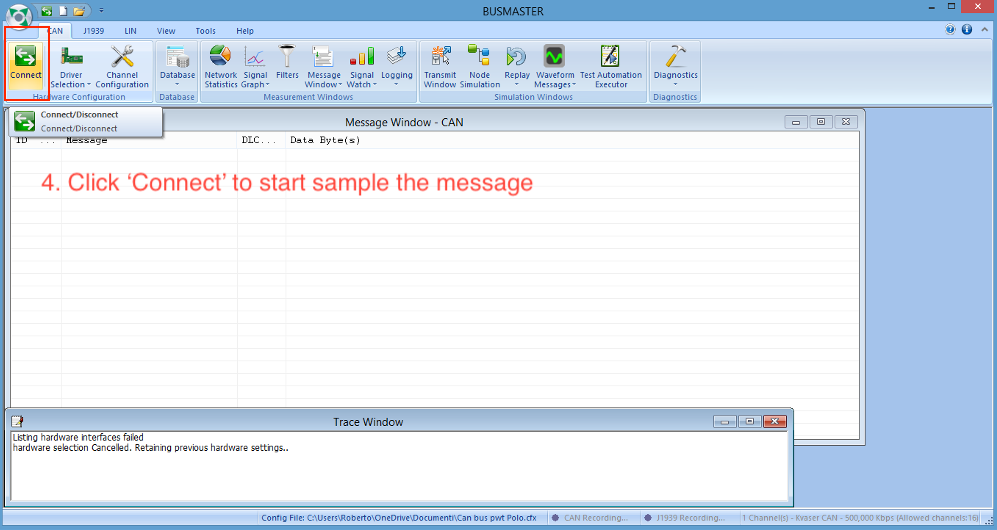 BUSMASTER
CAN J1939 LIN View Tools Help
Connect
Driver Selection
Channel Configuration
Hardware Configuration
Database
Database
Network Statistics
Signal Graph
Filters
Message Window
Signal Watch
Logging
Measurement Windows
Transmit Window
Node Simulation
Replay
Waveform Messages
Test Automation Executor
Simulation Windows
Diagnostics
Diagnostics
Connect/Disconnect
Connect/Disconnect
Message Window - CAN
ID ... Message DLC... Data Byte(s)
4. Click ‘Connect’ to start sample the message
Trace Window
Listing hardware interfaces failed
hardware selection Cancelled. Retaining previous hardware settings..
Config File: C:\Users\Roberto\OneDrive\Documenti\Can bus pwt Polo.cfx
CAN Recording...
J1939 Recording...
1 Channel(s) - Kvaser CAN - 500,000 Kbps (Allowed channels:16)